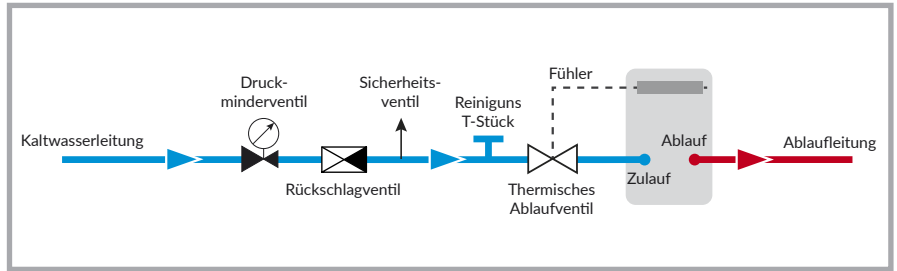 Kaltwasserleitung
Druck-
minderventil
Rückschlagventil
Sicherheits-
ventil
Reiniguns
T-Stück
Thermisches
Ablaufventil
Fühler
Zulauf
Ablauf
Ablaufleitung